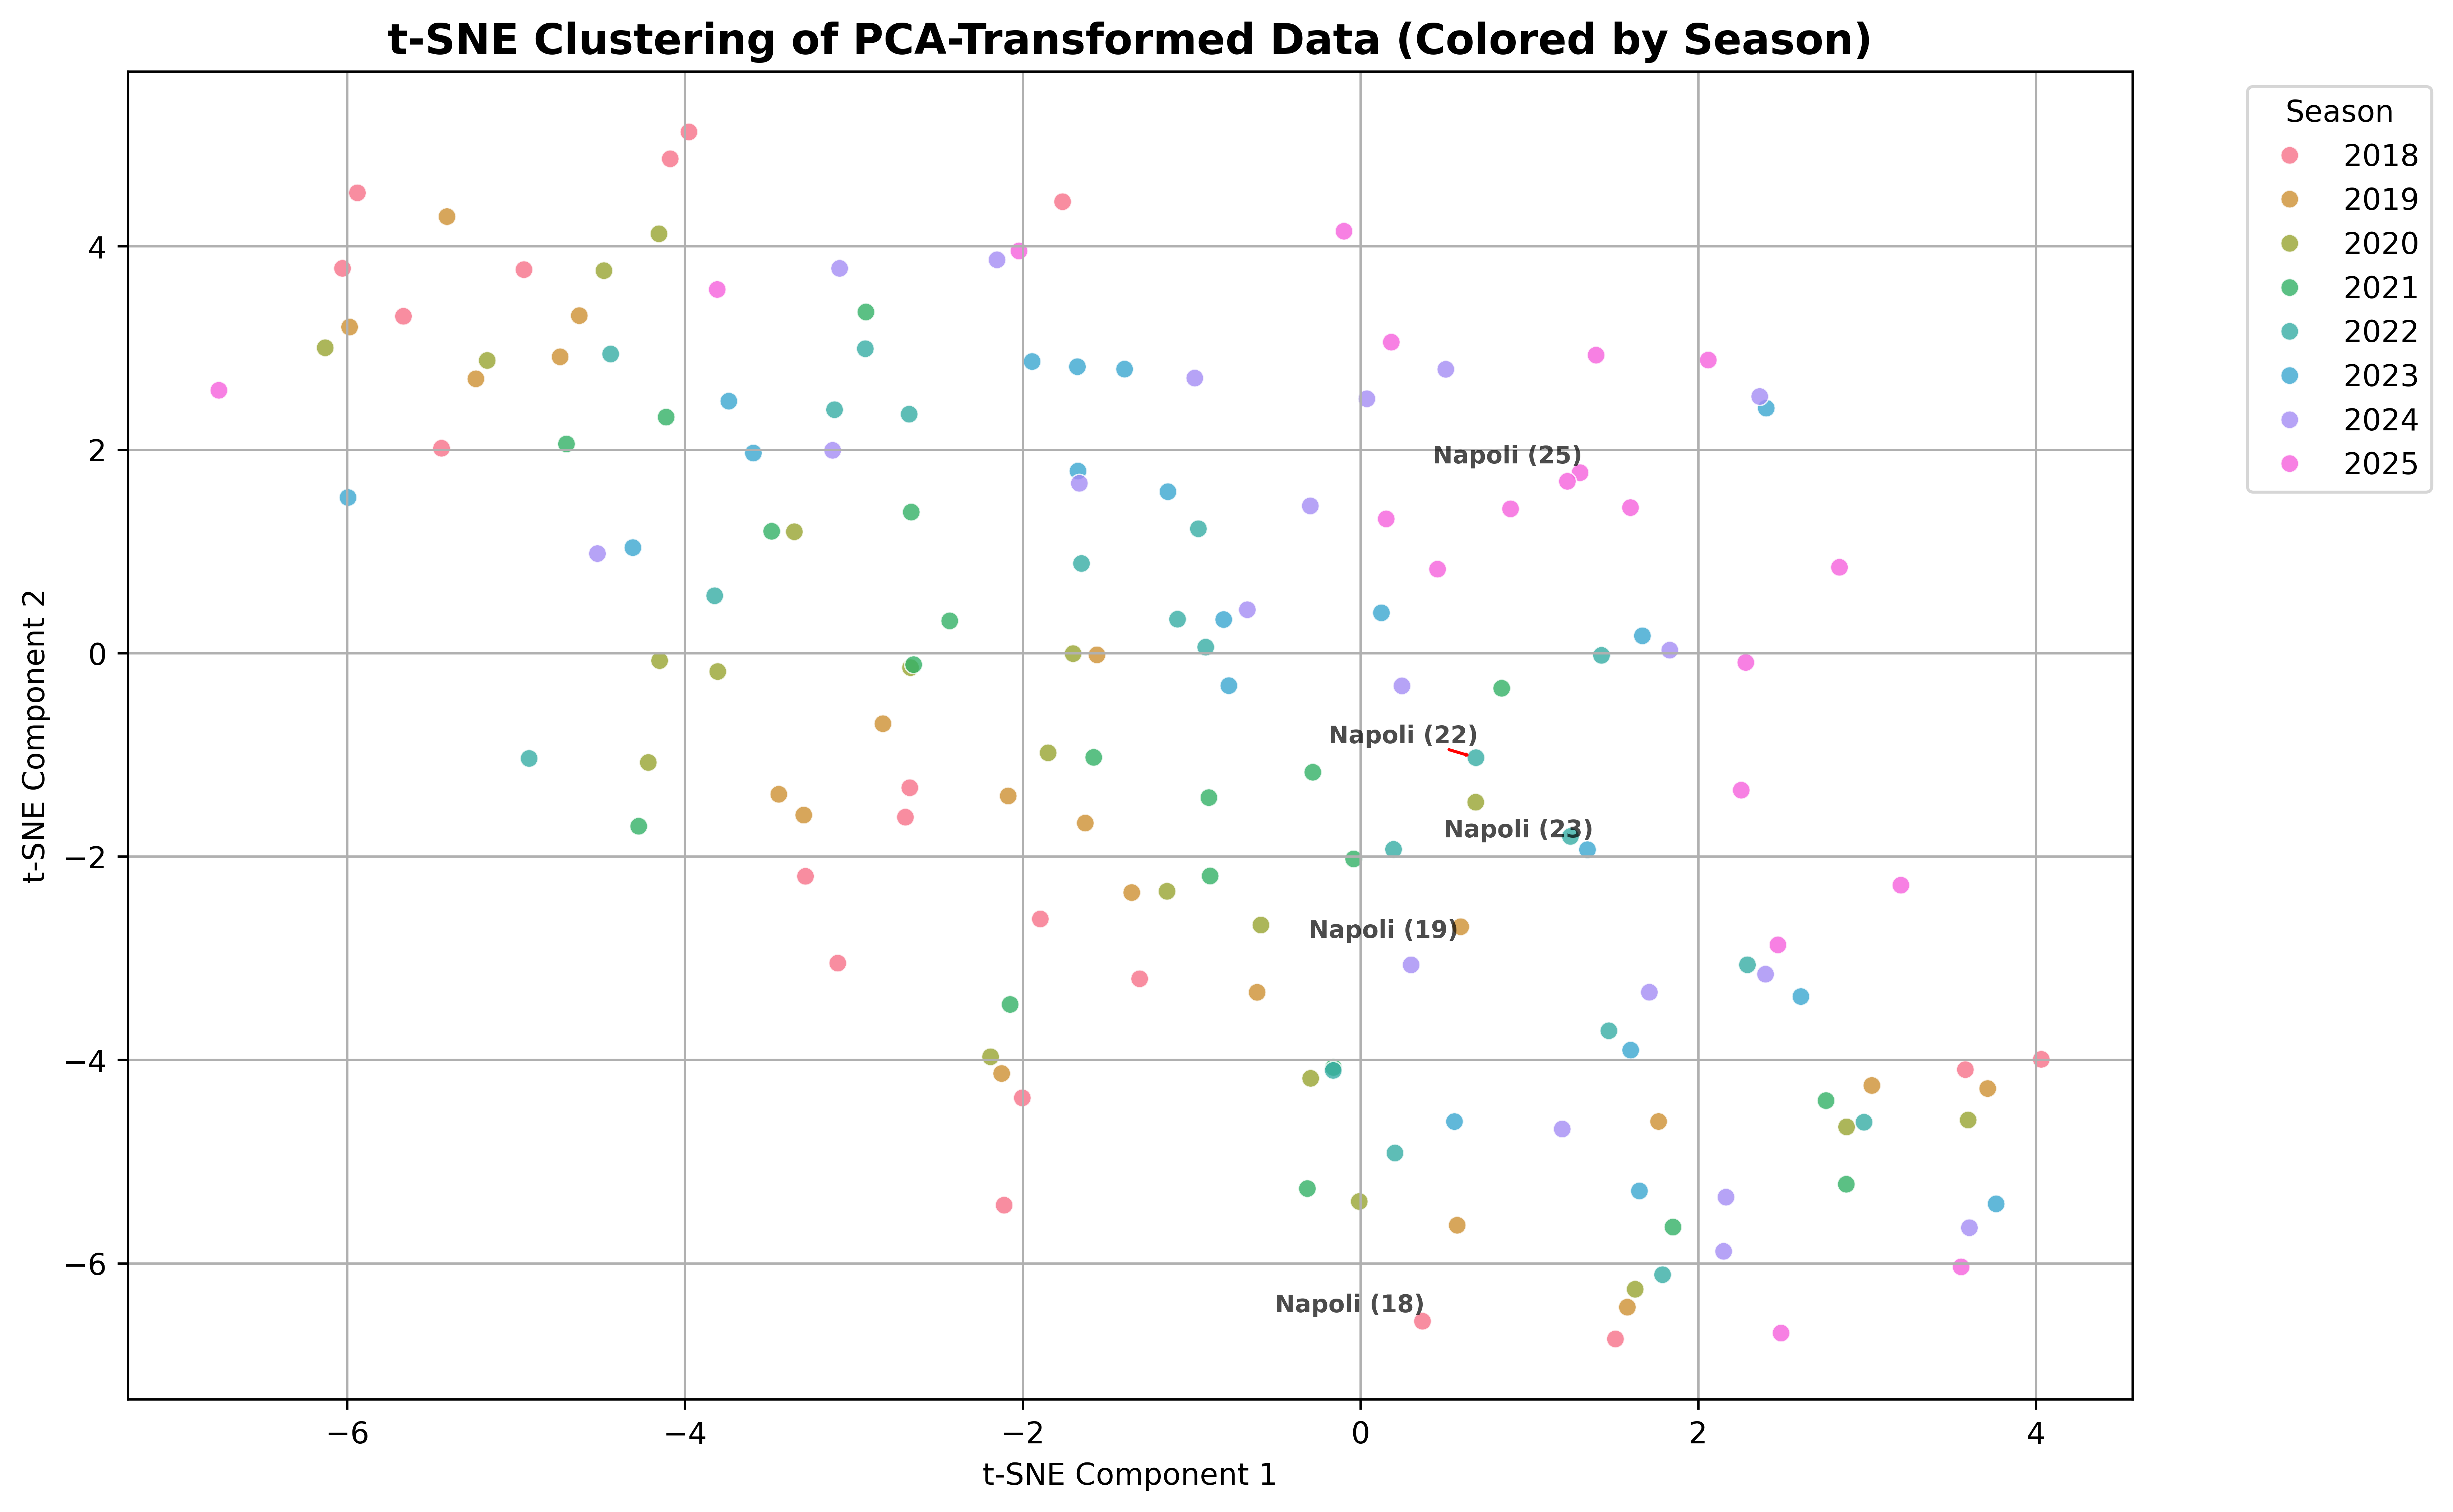 t-SNE Clustering of PCA-Transformed Data (Colored by Season)
Season
2018
2019
2020
2021
2022
2023
2024
2025
4
2
0
−2
−4
−6
t-SNE Component 2
Napoli (25)
Napoli (22)
Napoli (23)
Napoli (19)
Napoli (18)
−6
−4
−2
0
2
4
t-SNE Component 1